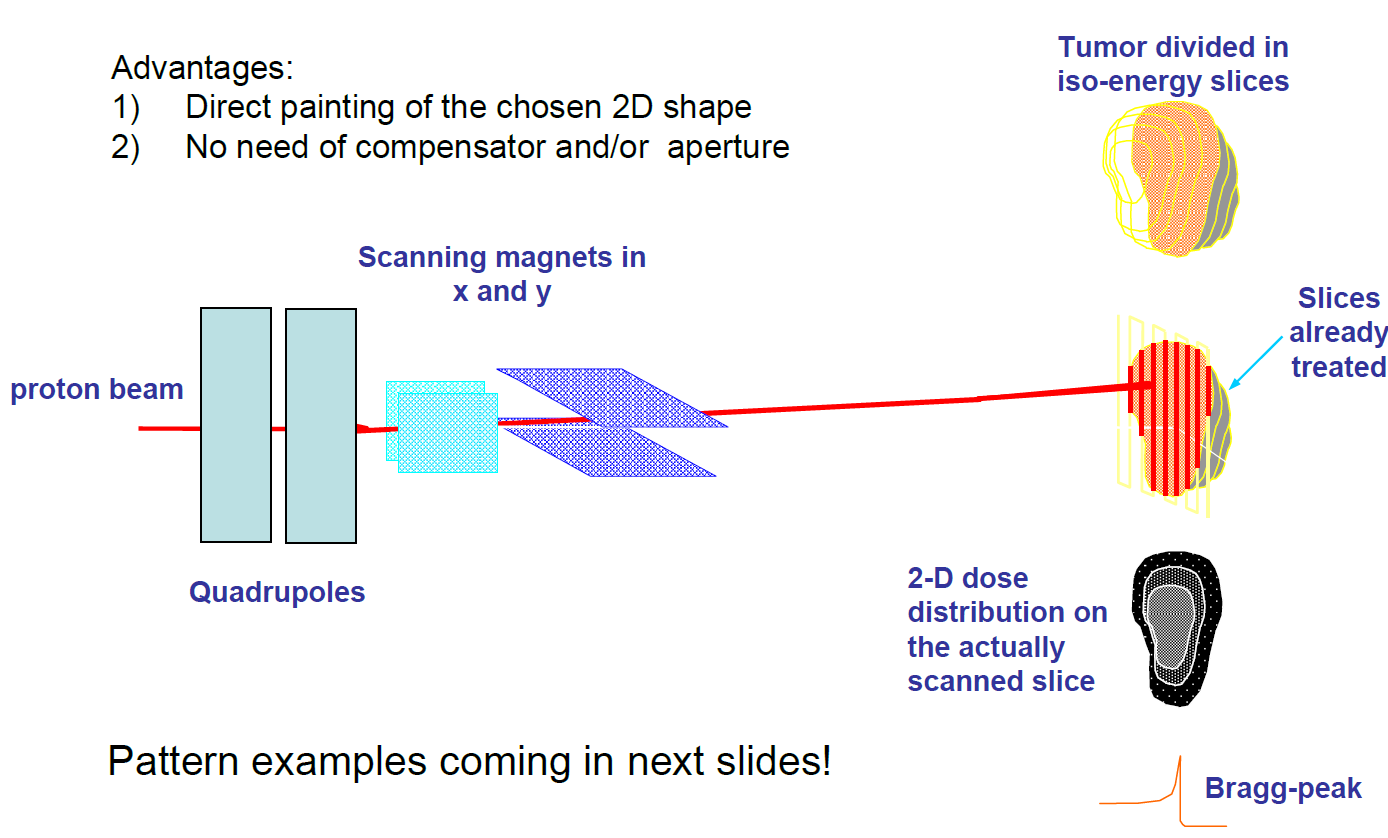 Advantages:
1) Direct painting of the chosen 2D shape
2) No need of compensator and/or aperture
Tumor divided in
iso-energy slices
Scanning magnets in
x and y
Slices
already
treated
proton beam
Quadrupoles
2-D dose
distribution on
the actually
scanned slice
Pattern examples coming in next slides!
Bragg-peak